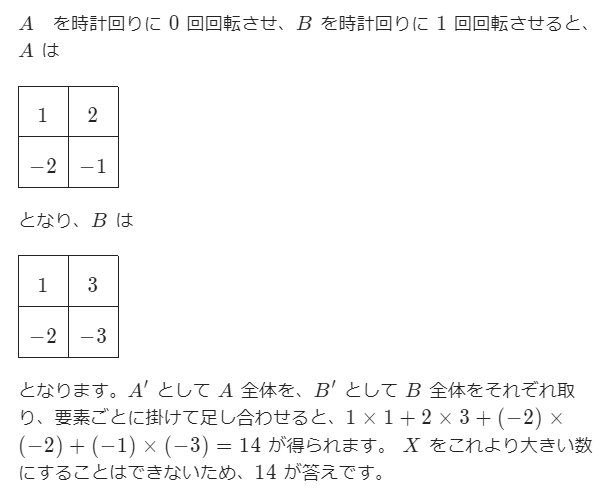 A　を時計回りに 0 回回転させ、B を時計回りに 1 回回転させると、
A は
1 2
−2 −1
となり、B は
1 3
−2 −3
となります。A′ として A 全体を、B′ として B 全体をそれぞれ取
り、要素ごとに掛けて足し合わせると、1 × 1 + 2 × 3 + (−2) ×
(−2) + (−1) × (−3) = 14 が得られます。 X をこれより大きい数
にすることはできないため、14 が答えです。